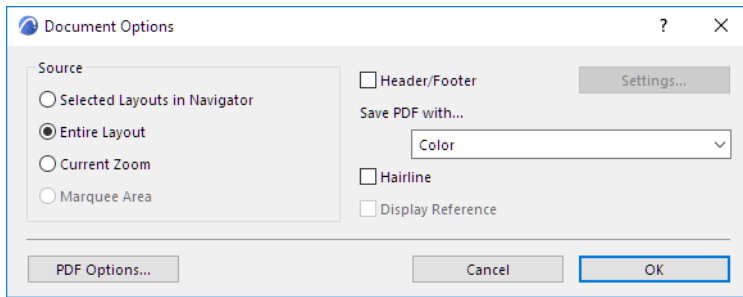 Document Options
?
Source
Selected Layouts in Navigator
Entire Layout
Current Zoom
Marquee Area
Header/Footer
Settings...
Save PDF with...
Color
Hairline
Display Reference
PDF Options...
Cancel
OK